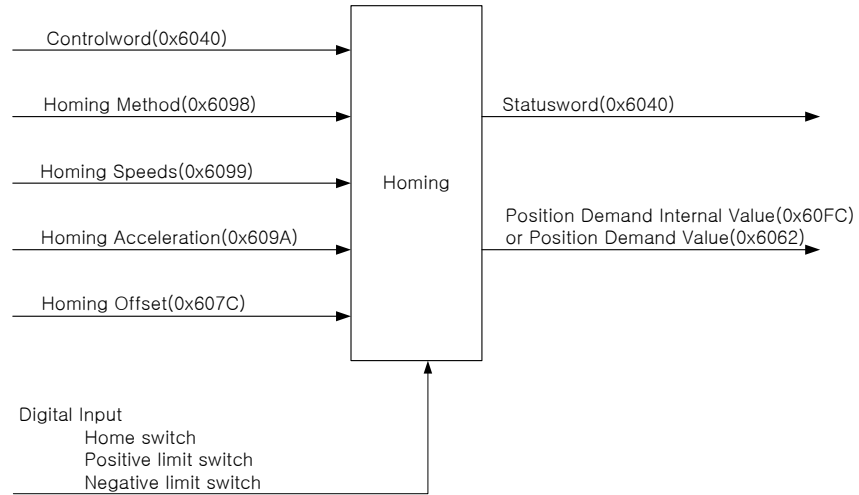 Controlword(0x6040)
Homing Method(0x6098)
Homing Speeds(0x6099)
Homing Acceleration(0x609A)
Homing Offset(0x607C)
Homing
Statusword(0x6040)
Position Demand Internal Value(0x60FC)
or Position Demand Value(0x6062)
Digital Input
Home switch
Positive limit switch
Negative limit switch